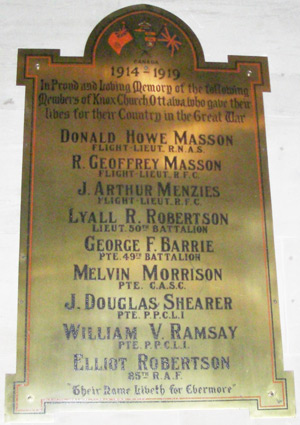 CANADA
1914-1919
In Proud and Loving Memory of the following
Members of Knox Church, Ottawa, who gave their
lives for their Country in the Great War
DONALD HOWE MASSON
FLIGHT-LIEUT. R.N.A.S.
R. GEOFFREY MASSON
FLIGHT-LIEUT. R.F.C.
J. ARTHUR MENZIES
FLIGHT-LIEUT. R.F.C.
LYALL R. ROBERTSON
LIEUT. 50TH BATTALION
GEORGE F. BARRIE
PTE. 49TH BATTALION
MELVIN MORRISON
PTE. C.A.S.C.
J. DOUGLAS SHEARER
PTE. P.P.C.L.I
WILLIAM V. RAMSAY
PTE. P.P.C.L.I.
ELLIOT ROBERTSON
85TH R.A.F.
"Their Name Liveth for Evermore"